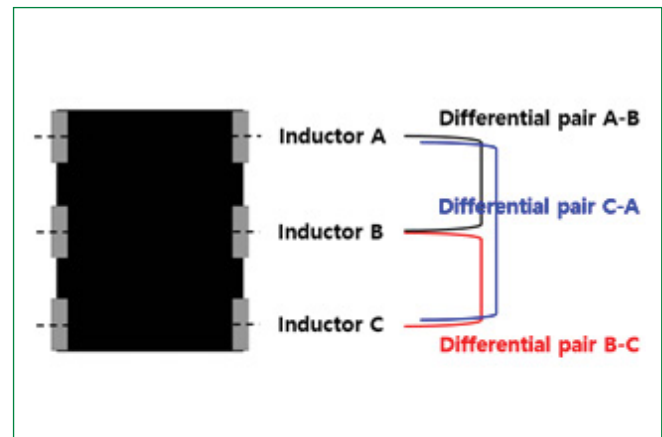 Differential pair A-B
Inductor A
Differential pair C-A
Inductor B
Inductor C
Differential pair B-C